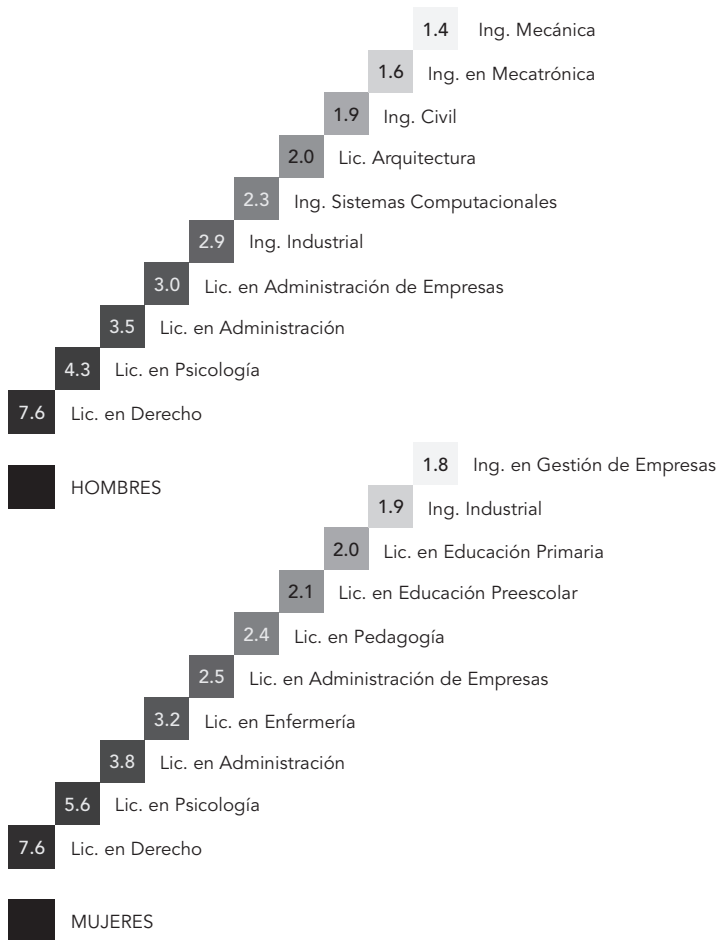 1.4 Ing. Mecánica
1.6 Ing. en Mecatrónica
1.9 Ing. Civil
2.0 Lic. Arquitectura
2.3 Ing. Sistemas Computacionales
2.9 Ing. Industrial
3.0 Lic. en Administración de Empresas
3.5 Lic. en Administración
4.3 Lic. en Psicología
7.6 Lic. en Derecho
HOMBRES
1.8 Ing. en Gestión de Empresas
1.9 Ing. Industrial
2.0 Lic. en Educación Primaria
2.1 Lic. en Educación Preescolar
2.4 Lic. en Pedagogía
2.5 Lic. en Administración de Empresas
3.2 Lic. en Enfermería
3.8 Lic. en Administración
5.6 Lic. en Psicología
7.6 Lic. en Derecho
MUJERES